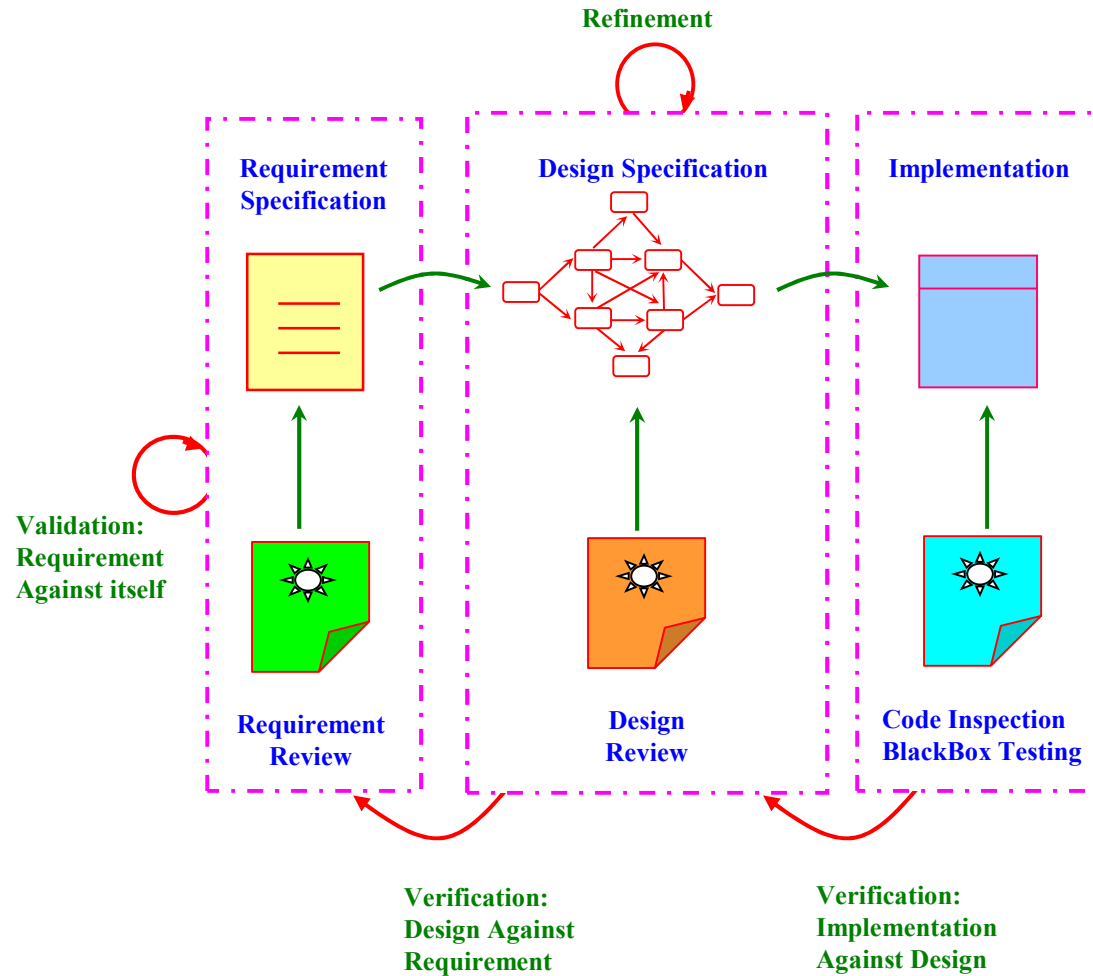 Refinement
Requirement
Specification
Design Specification
Implementation
Validation:
Requirement
Against itself
Requirement
Review
Design
Review
Code Inspection
BlackBox Testing
Verification:
Design Against
Requirement
Verification:
Implementation
Against Design